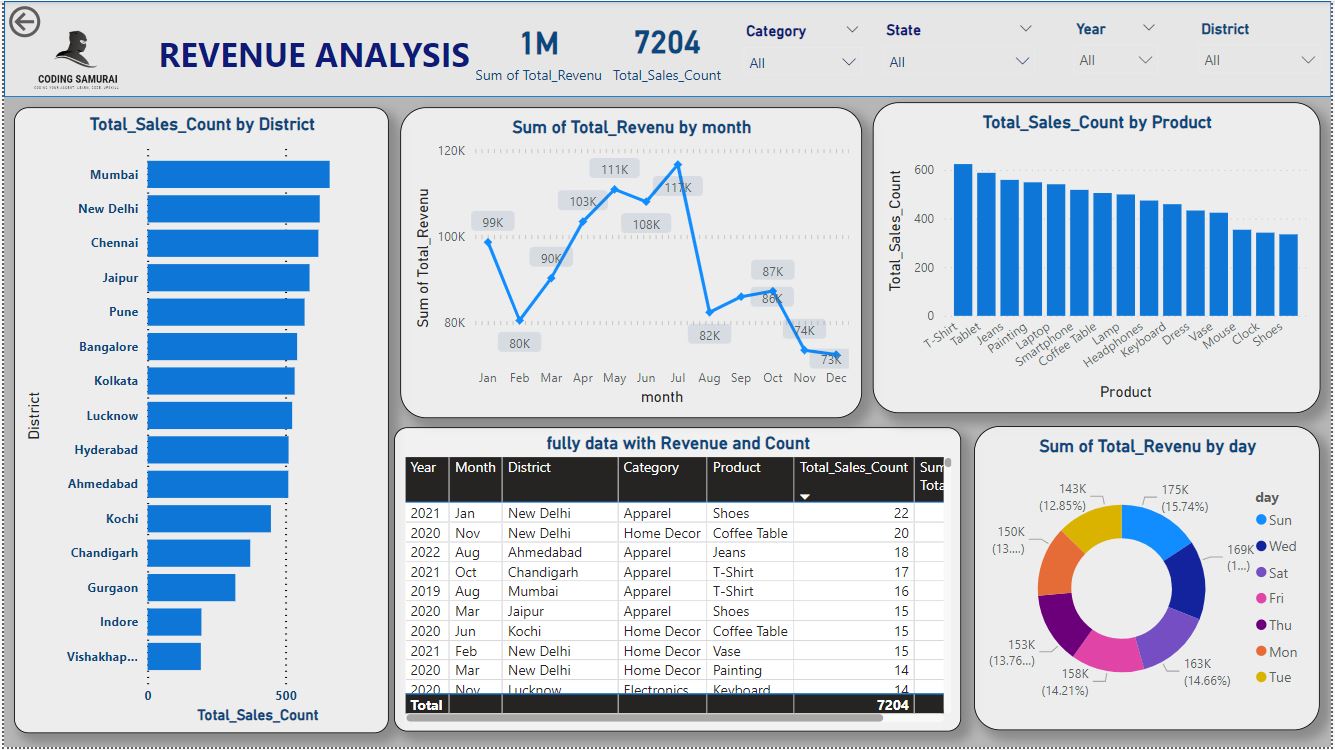 CODING SAMURAI
REVENUE ANALYSIS
1M
Sum of Total_Revenu
7204
Total_Sales_Count
Category
All
State
All
Year
All
District
All
Total_Sales_Count by District
District
Mumbai
New Delhi
Chennai
Jaipur
Pune
Bangalore
Kolkata
Lucknow
Hyderabad
Ahmedabad
Kochi
Chandigarh
Gurgaon
Indore
Vishakhap...
0 500
Total_Sales_Count
Sum of Total_Revenu by month
Sum of Total_Revenu
120K
100K
80K
99K
80K
90K
103K
111K
108K
117K
82K
86K
87K
74K
73K
Jan Feb Mar Apr May Jun Jul Aug Sep Oct Nov Dec
month
Total_Sales_Count by Product
Total_Sales_Count
600
400
200
0
T-Shirt
Tablet
Jeans
Painting
Laptop
Smartphone
Coffee Table
Lamp
Headphones
Keyboard
Dress
Vase
Mouse
Clock
Shoes
Product
fully data with Revenue and Count
Year Month District Category Product Total_Sales_Count Sum
Tota
2021 Jan New Delhi Apparel Shoes 22
2020 Nov New Delhi Home Decor Coffee Table 20
2022 Aug Ahmedabad Apparel Jeans 18
2021 Oct Chandigarh Apparel T-Shirt 17
2019 Aug Mumbai Apparel T-Shirt 16
2020 Mar Jaipur Apparel Shoes 15
2020 Jun Kochi Home Decor Coffee Table 15
2021 Feb New Delhi Home Decor Vase 15
2020 Mar New Delhi Home Decor Painting 14
2020 Nov Lucknow Electronics Keyboard 14
Total 7204
Sum of Total_Revenu by day
175K
(15.74%)
169K
(1...)
163K
(14.66%)
158K
(14.21%)
153K
(13.76...)
150K
(13....)
143K
(12.85%)
day
Sun
Wed
Sat
Fri
Thu
Mon
Tue